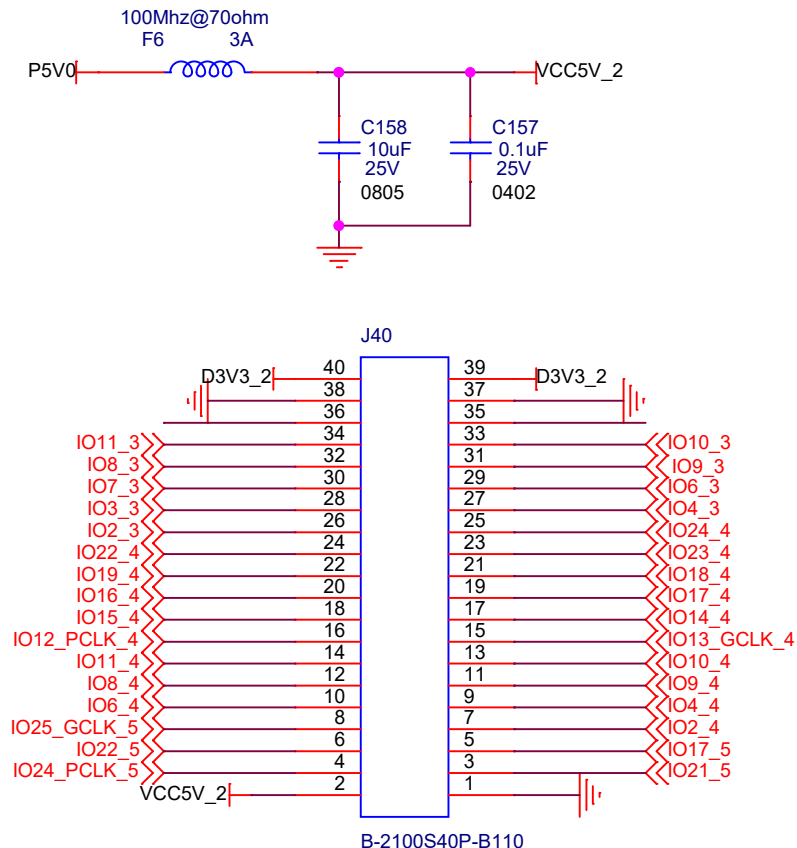 100Mhz@70ohm
F6 3A
P5V0 VCC5V_2
C158 C157
10uF 0.1uF
25V 25V
0805 0402
J40
D3V3_2 40 39 D3V3_2
38 37
36 35
IO11_3 34 33 IO10_3
IO8_3 32 31 IO9_3
IO7_3 30 29 IO6_3
IO3_3 28 27 IO4_3
IO2_3 26 25 IO24_4
IO22_4 24 23 IO23_4
IO19_4 22 21 IO18_4
IO16_4 20 19 IO17_4
IO15_4 18 17 IO14_4
IO12_PCLK_4 16 15 IO13_GCLK_4
IO11_4 14 13 IO10_4
IO8_4 12 11 IO9_4
IO6_4 10 9 IO4_4
IO25_GCLK_5 8 7 IO2_4
IO22_5 6 5 IO17_5
IO24_PCLK_5 4 3 IO21_5
VCC5V_2 2 1
B-2100S40P-B110